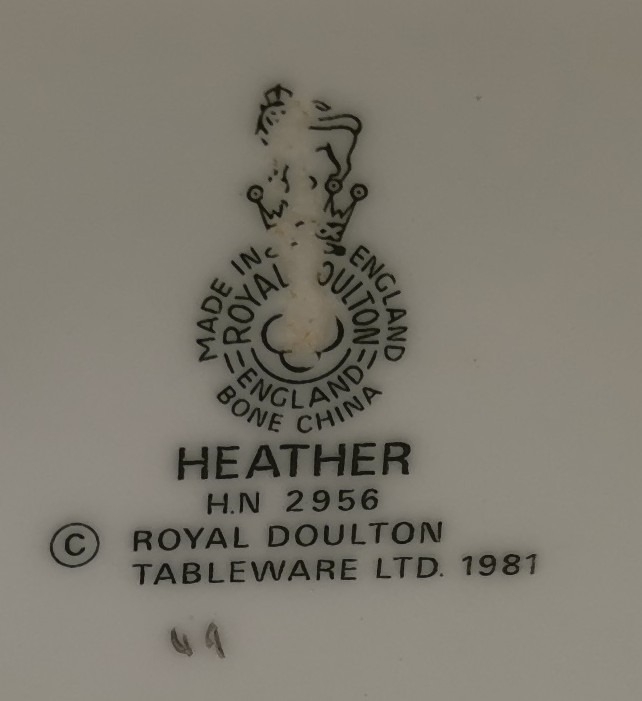 MADE IN ENGLAND
ROYAL DOULTON
ENGLAND
BONE CHINA
HEATHER
H.N 2956
© ROYAL DOULTON
TABLEWARE LTD. 1981